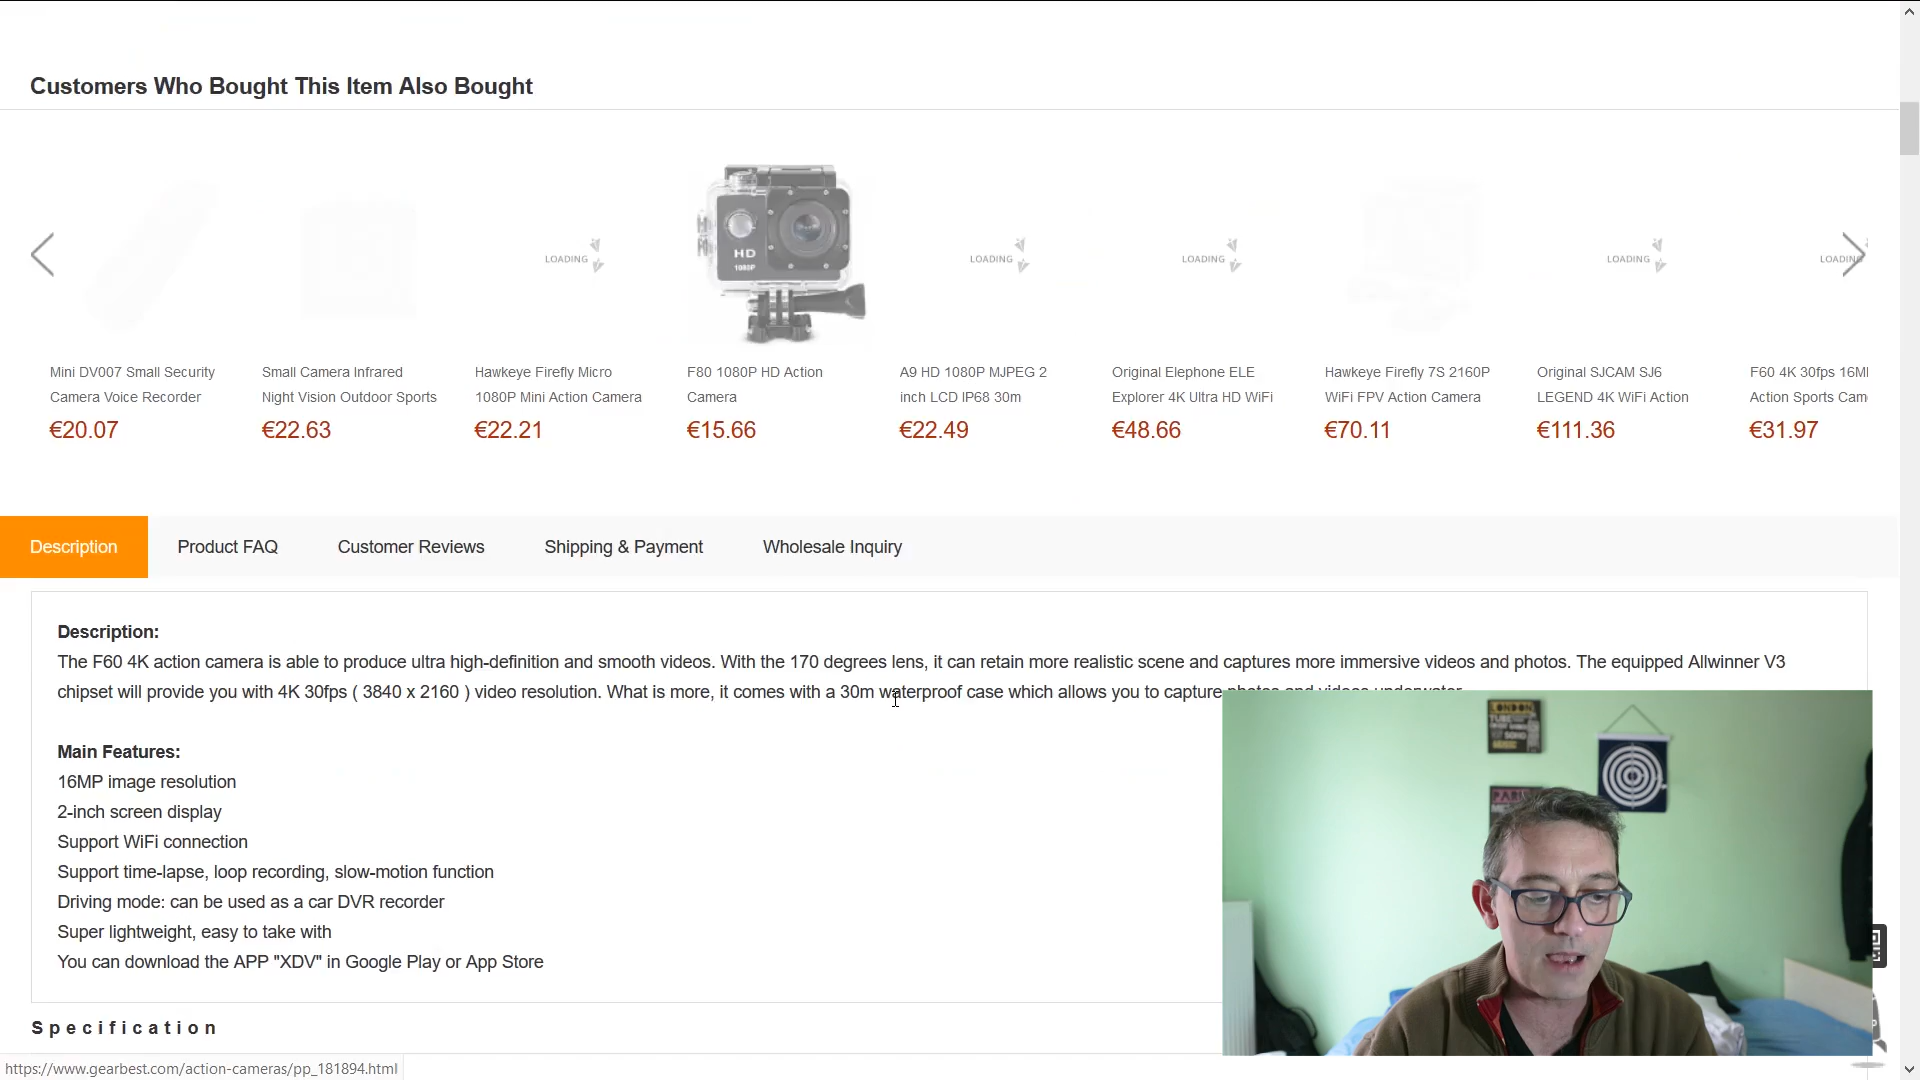 Customers Who Bought This Item Also Bought
HD
1080P
LOADING
LOADING
LOADING
LOADING
Mini DV007 Small Security
Camera Voice Recorder
€20.07
Small Camera Infrared
Night Vision Outdoor Sports
€22.63
Hawkeye Firefly Micro
1080P Mini Action Camera
€22.21
F80 1080P HD Action
Camera
€15.66
A9 HD 1080P MJPEG 2
inch LCD IP68 30m
€22.49
Original Elephone ELE
Explorer 4K Ultra HD WiFi
€48.66
Hawkeye Firefly 7S 2160P
WiFi FPV Action Camera
€70.11
Original SJCAM SJ6
LEGEND 4K WiFi Action
€111.36
F60 4K 30fps
Action Sports
€31.97
Description Product FAQ Customer Reviews Shipping & Payment Wholesale Inquiry
Description:
The F60 4K action camera is able to produce ultra high-definition and smooth videos. With the 170 degrees lens, it can retain more realistic scene and captures more immersive videos and photos. The equipped Allwinner V3
chipset will provide you with 4K 30fps ( 3840 x 2160 ) video resolution. What is more, it comes with a 30m waterproof case which allows you to capture photos and videos underwater.
Main Features:
16MP image resolution
2-inch screen display
Support WiFi connection
Support time-lapse, loop recording, slow-motion function
Driving mode: can be used as a car DVR recorder
Super lightweight, easy to take with
You can download the APP "XDV" in Google Play or App Store
Specification
https://www.gearbest.com/action-cameras/pp_181894.html
LONDON
PARIS